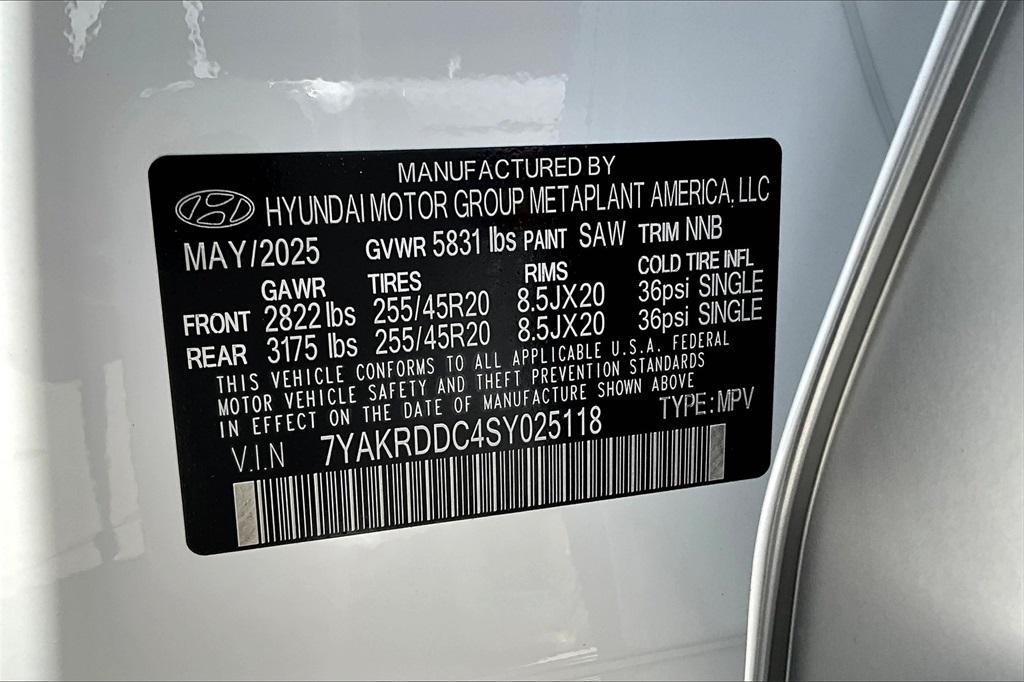 MANUFACTURED BY
HYUNDAI MOTOR GROUP METAPLANT AMERICA, LLC
MAY/2025 GVWR 5831 lbs PAINT SAW TRIM NNB
GAWR TIRES RIMS COLD TIRE INFL
FRONT 2822 lbs 255/45R20 8.5JX20 36psi SINGLE
REAR 3175 lbs 255/45R20 8.5JX20 36psi SINGLE
THIS VEHICLE CONFORMS TO ALL APPLICABLE U.S.A. FEDERAL
MOTOR VEHICLE SAFETY AND THEFT PREVENTION STANDARDS
IN EFFECT ON THE DATE OF MANUFACTURE SHOWN ABOVE
V.I.N 7YAKRDDC4SY025118 TYPE: MPV